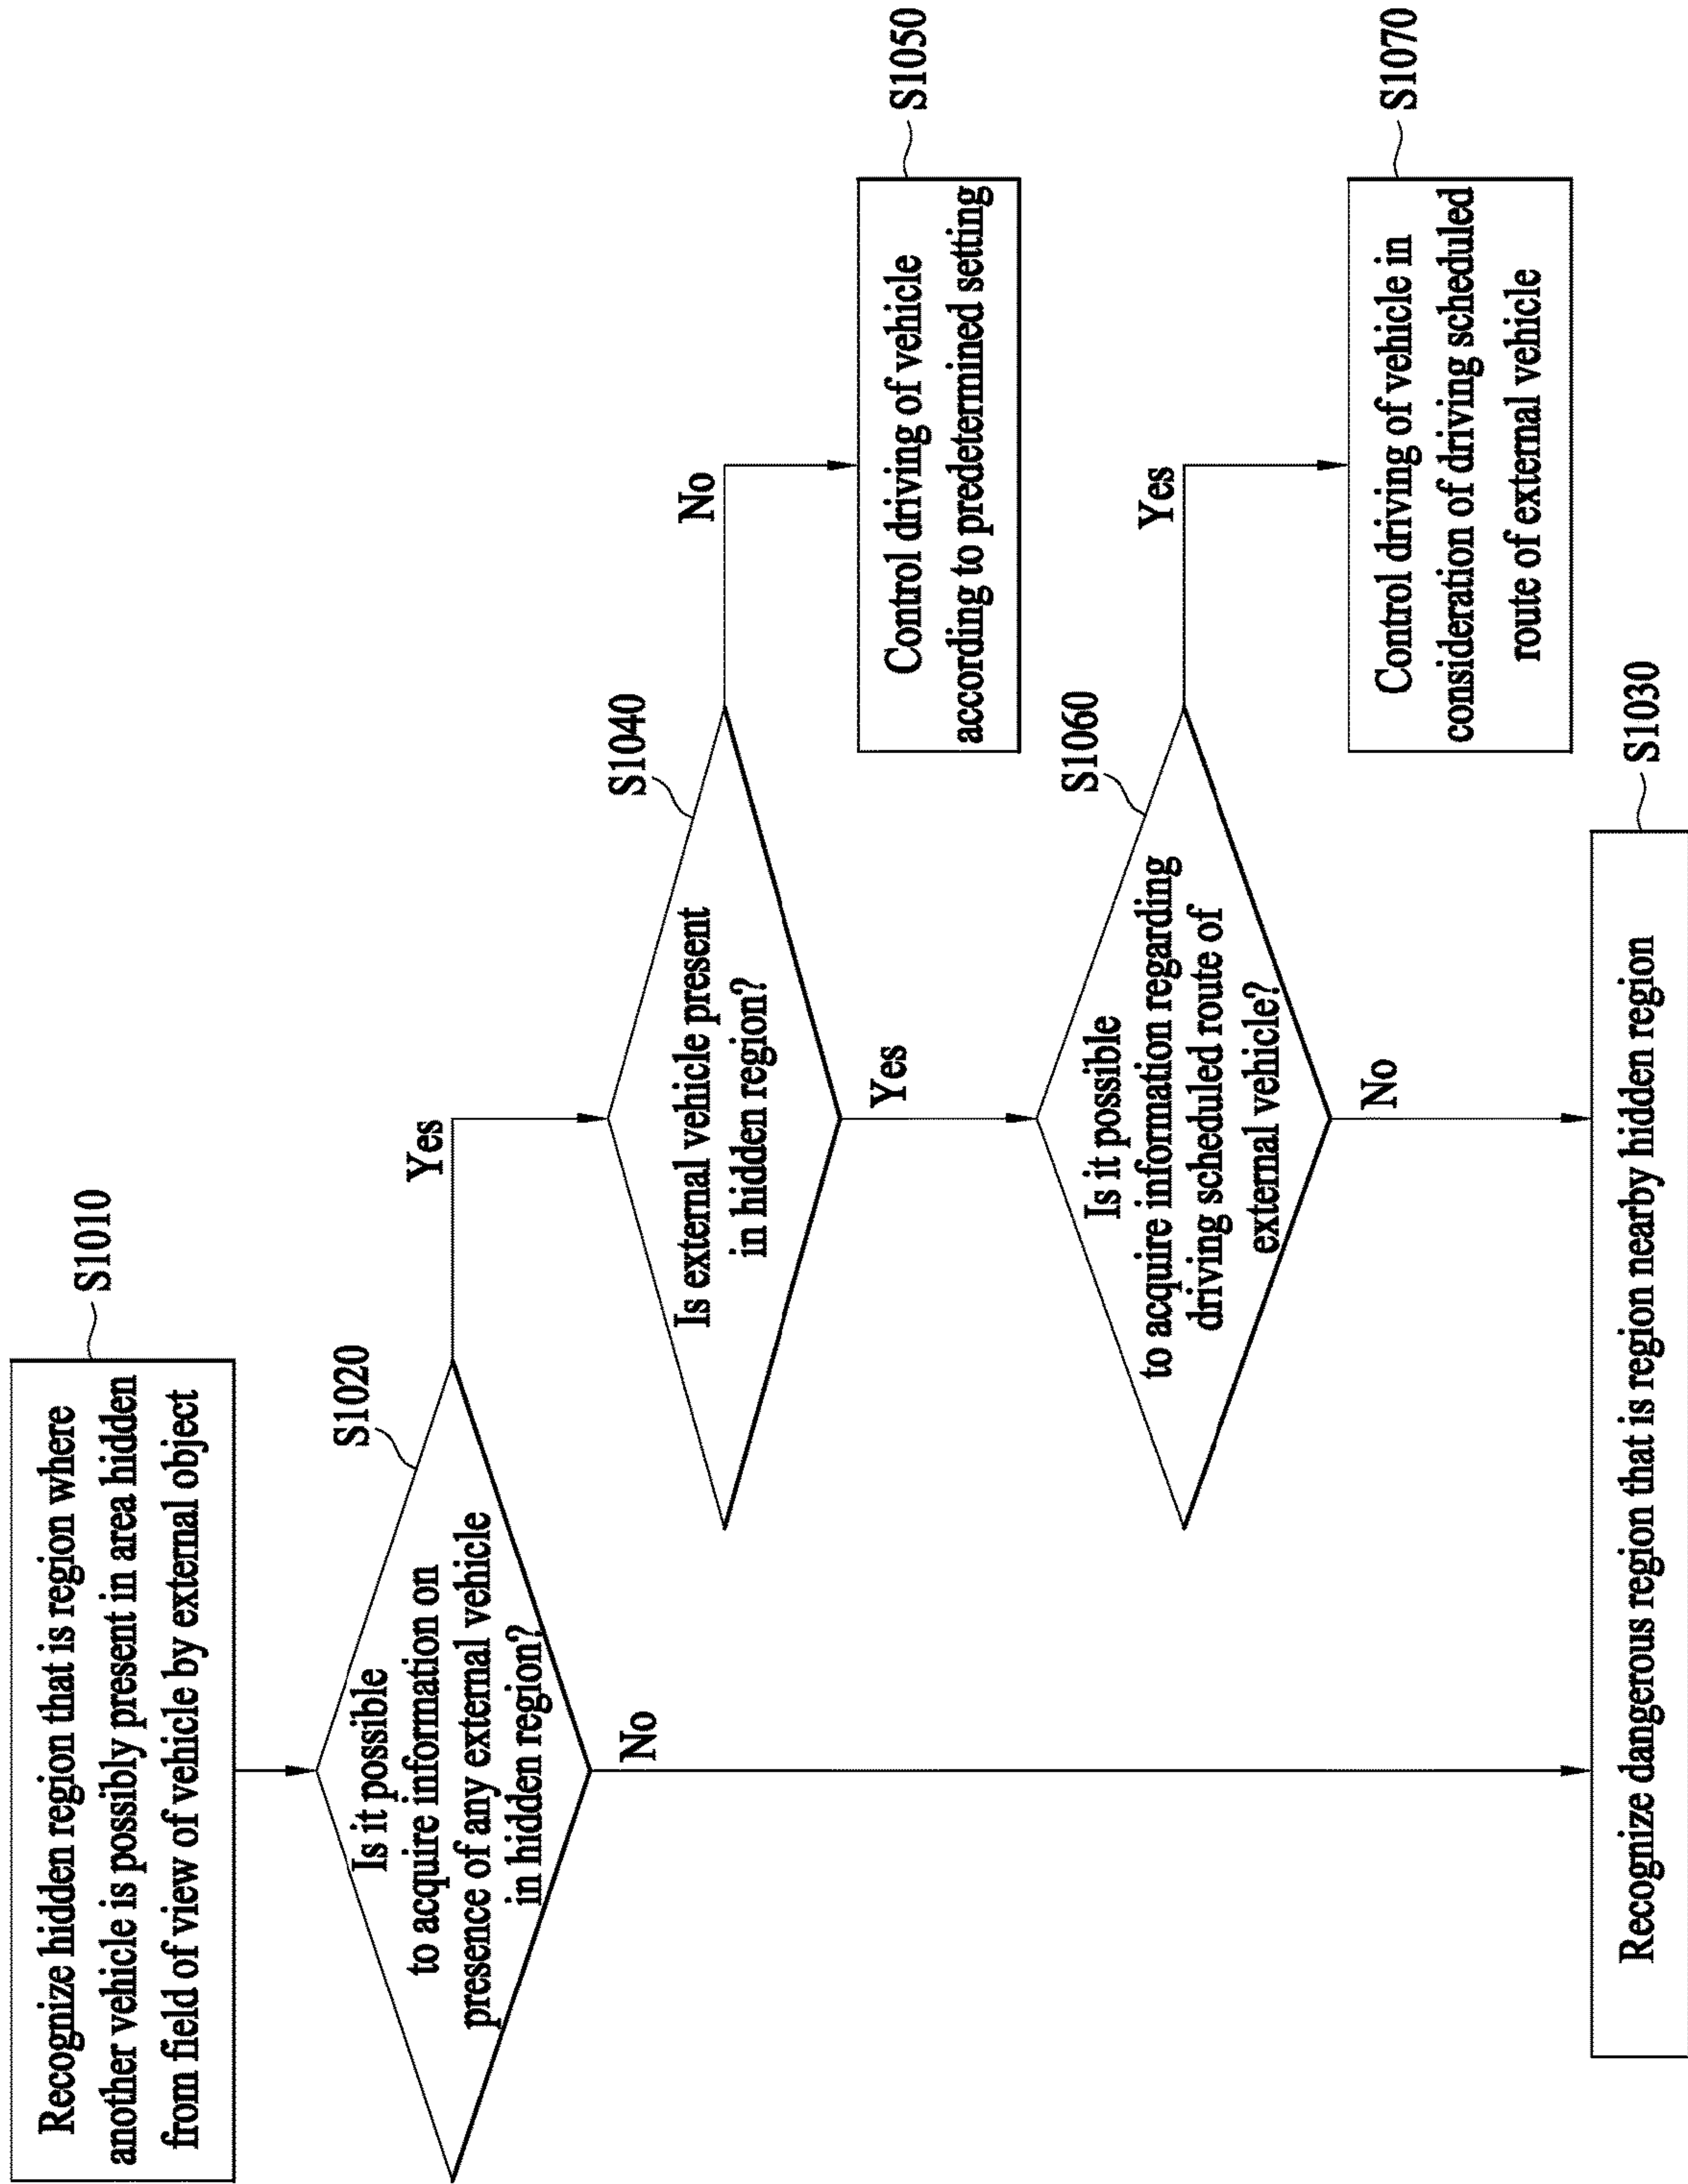 S1010
Recognize hidden region that is region where
another vehicle is possibly present in area hidden
from field of view of vehicle by external object
S1020
Is it possible
to acquire information on
presence of any external vehicle
in hidden region?
Yes
No
S1040
Is external vehicle present
in hidden region?
No
Yes
S1050
Control driving of vehicle
according to predetermined setting
S1060
Is it possible
to acquire information regarding
driving scheduled route of
external vehicle?
Yes
No
S1070
Control driving of vehicle in
consideration of driving scheduled
route of external vehicle
S1030
Recognize dangerous region that is region nearby hidden region